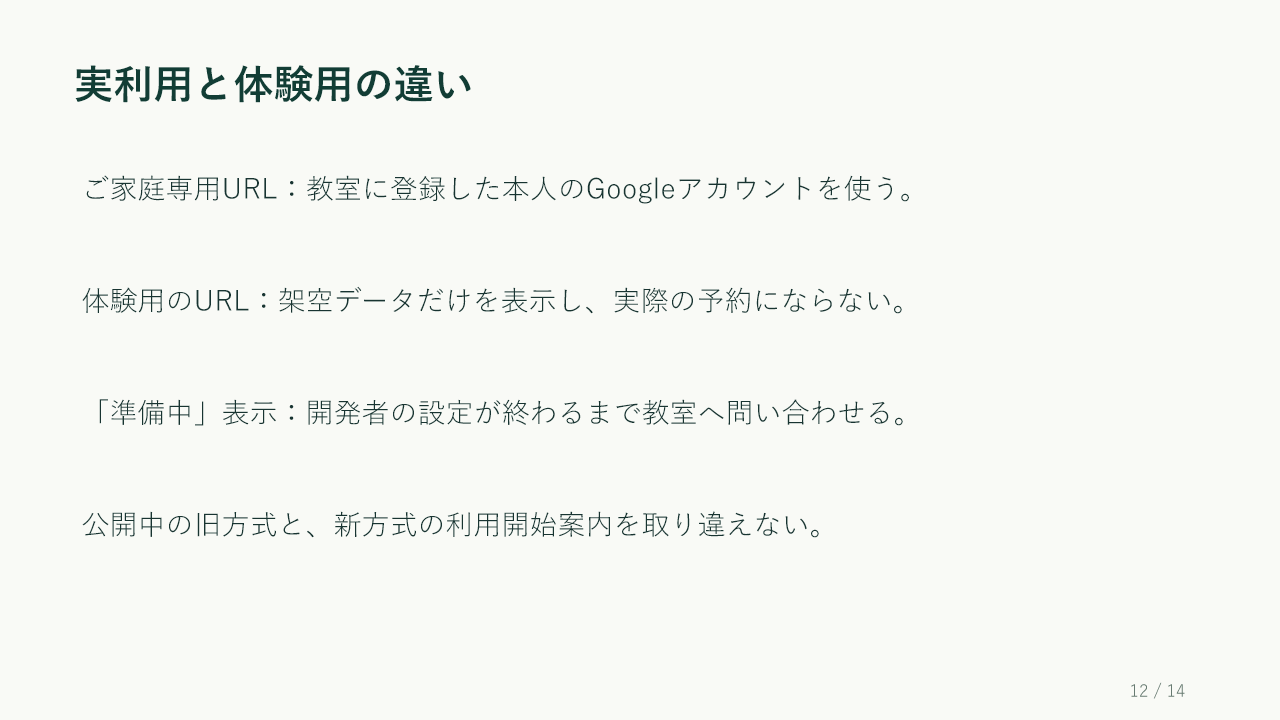 実利用と体験用の違い
ご家庭専用URL：教室に登録した本人のGoogleアカウントを使う。
体験用のURL：架空データだけを表示し、実際の予約にならない。
「準備中」表示：開発者の設定が終わるまで教室へ問い合わせる。
公開中の旧方式と、新方式の利用開始案内を取り違えない。
12 / 14